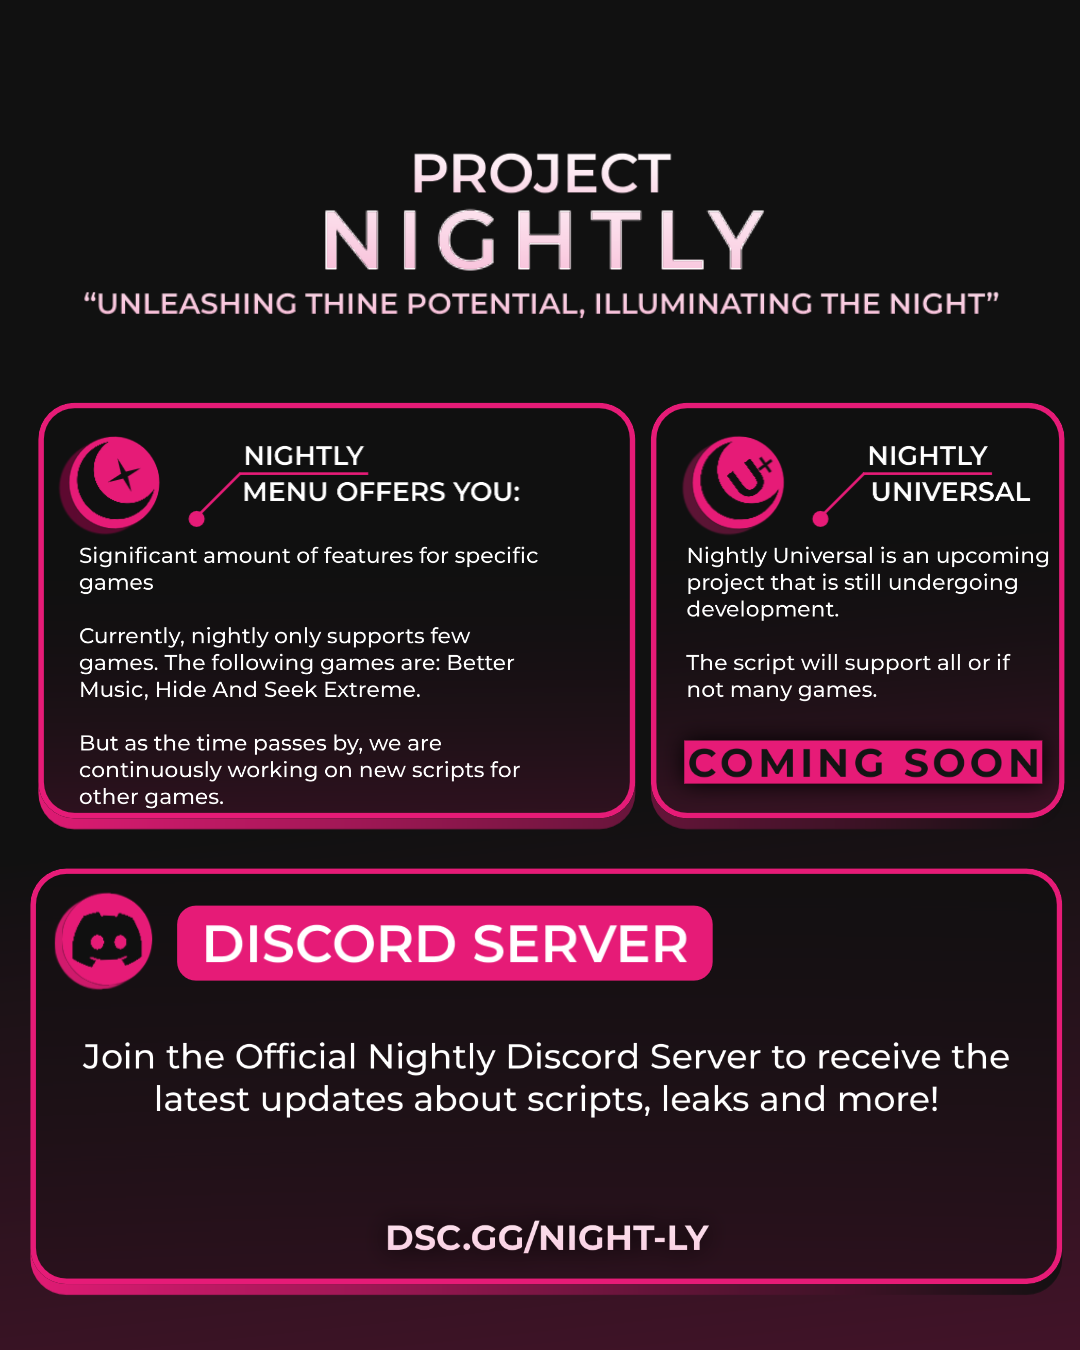 PROJECT
NIGHTLY
“UNLEASHING THINE POTENTIAL, ILLUMINATING THE NIGHT”
NIGHTLY
MENU OFFERS YOU:
Significant amount of features for specific
games
Currently, nightly only supports few
games. The following games are: Better
Music, Hide And Seek Extreme.
But as the time passes by, we are
continuously working on new scripts for
other games.
U+
NIGHTLY
UNIVERSAL
Nightly Universal is an upcoming
project that is still undergoing
development.
The script will support all or if
not many games.
COMING SOON
DISCORD SERVER
Join the Official Nightly Discord Server to receive the
latest updates about scripts, leaks and more!
DSC.GG/NIGHT-LY